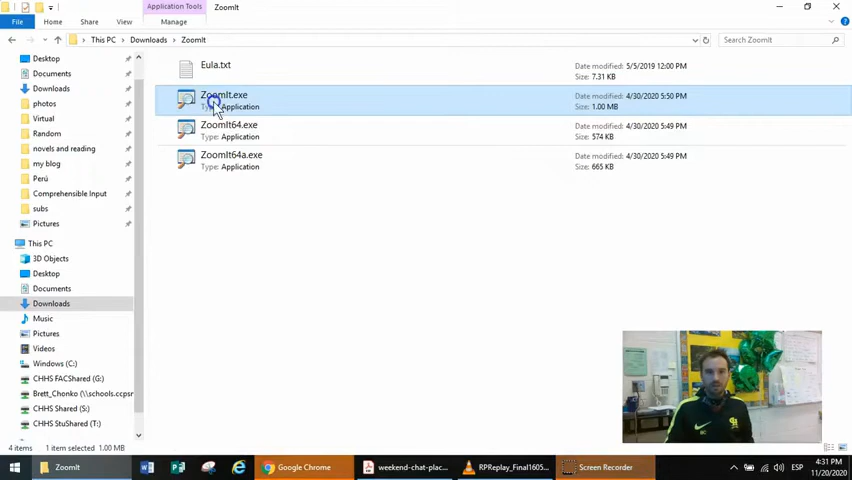 Application Tools
ZoomIt
File
Home
Share
View
Manage
This PC
Downloads
ZoomIt
Search ZoomIt
Desktop
Documents
Downloads
photos
Virtual
Random
novels and reading
my blog
Perú
Comprehensible Input
subs
Pictures
This PC
3D Objects
Desktop
Documents
Downloads
Music
Pictures
Videos
Windows (C:)
CHHS FACShared (G:)
Brett_Chonko (\\schools.ccpsr
CHHS Shared (S:)
CHHS StuShared (T:)
Eula.txt
Date modified: 5/5/2019 12:00 PM
Size: 7.31 KB
ZoomIt.exe
Type: Application
Date modified: 4/30/2020 5:50 PM
Size: 1.00 MB
ZoomIt64.exe
Type: Application
Date modified: 4/30/2020 5:49 PM
Size: 574 KB
ZoomIt64a.exe
Type: Application
Date modified: 4/30/2020 5:49 PM
Size: 665 KB
4 items
1 item selected 1.00 MB
ZoomIt
Google Chrome
weekend-chat-plac...
RPReplay_Final1605...
Screen Recorder
ESP
4:31 PM
11/20/2020